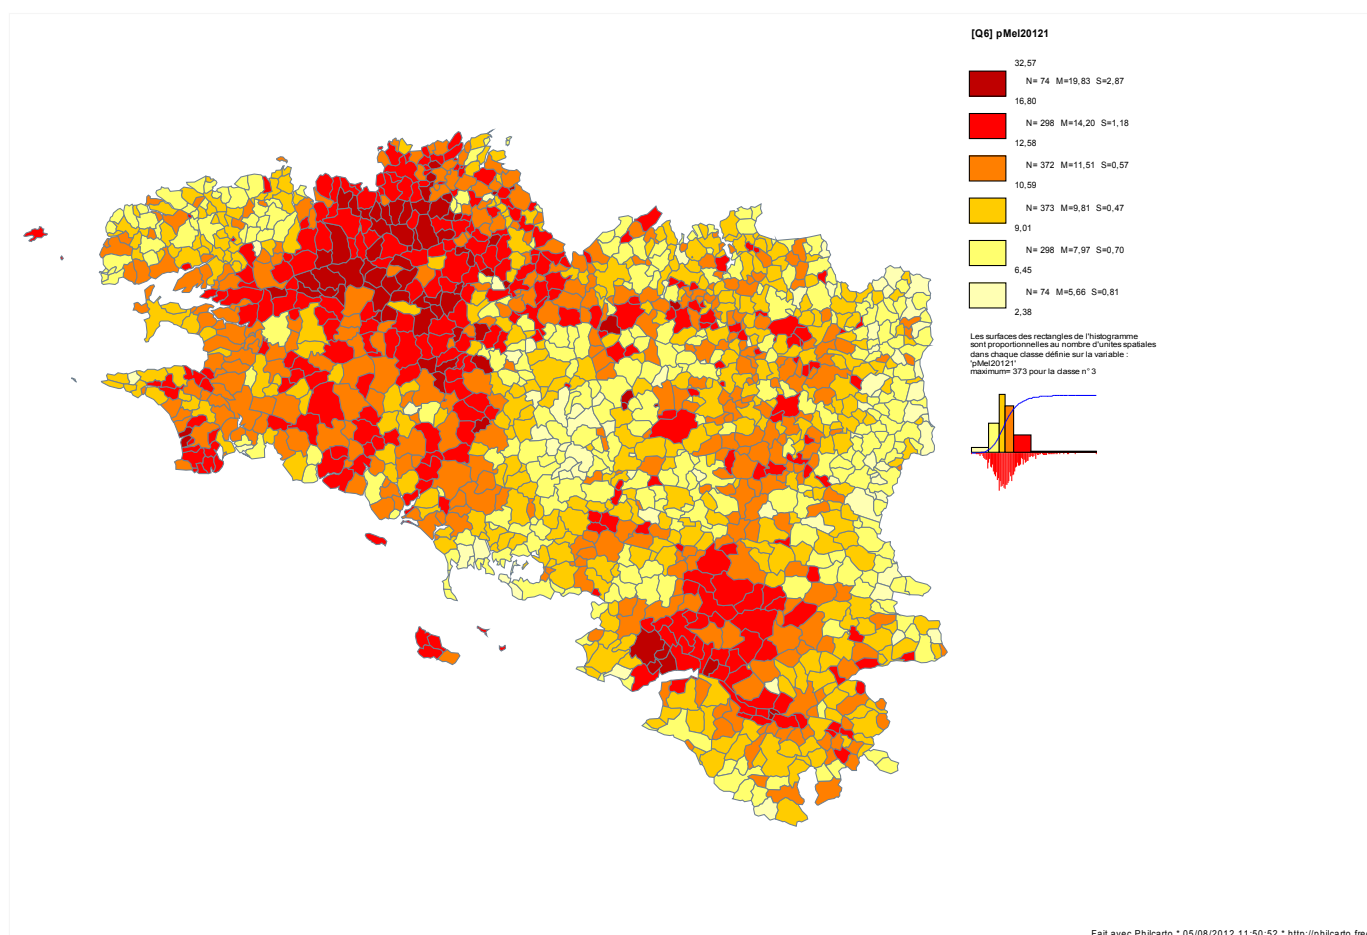 [Q6] pMel20121
32,57
N= 74 M=19,83 S=2,87
16,80
N= 298 M=14,20 S=1,18
12,58
N= 372 M=11,51 S=0,57
10,59
N= 373 M=9,81 S=0,47
9,01
N= 298 M=7,97 S=0,70
6,45
N= 74 M=5,66 S=0,81
2,38
Les surfaces des rectangles de l'histogramme
sont proportionnelles au nombre d'unites spatiales
dans chaque classe définie sur la variable :
'pMel20121'
maximum= 373 pour la classe n° 3
Fait avec Philcarto * 05/08/2012 11:50:52 * http://philcarto.free